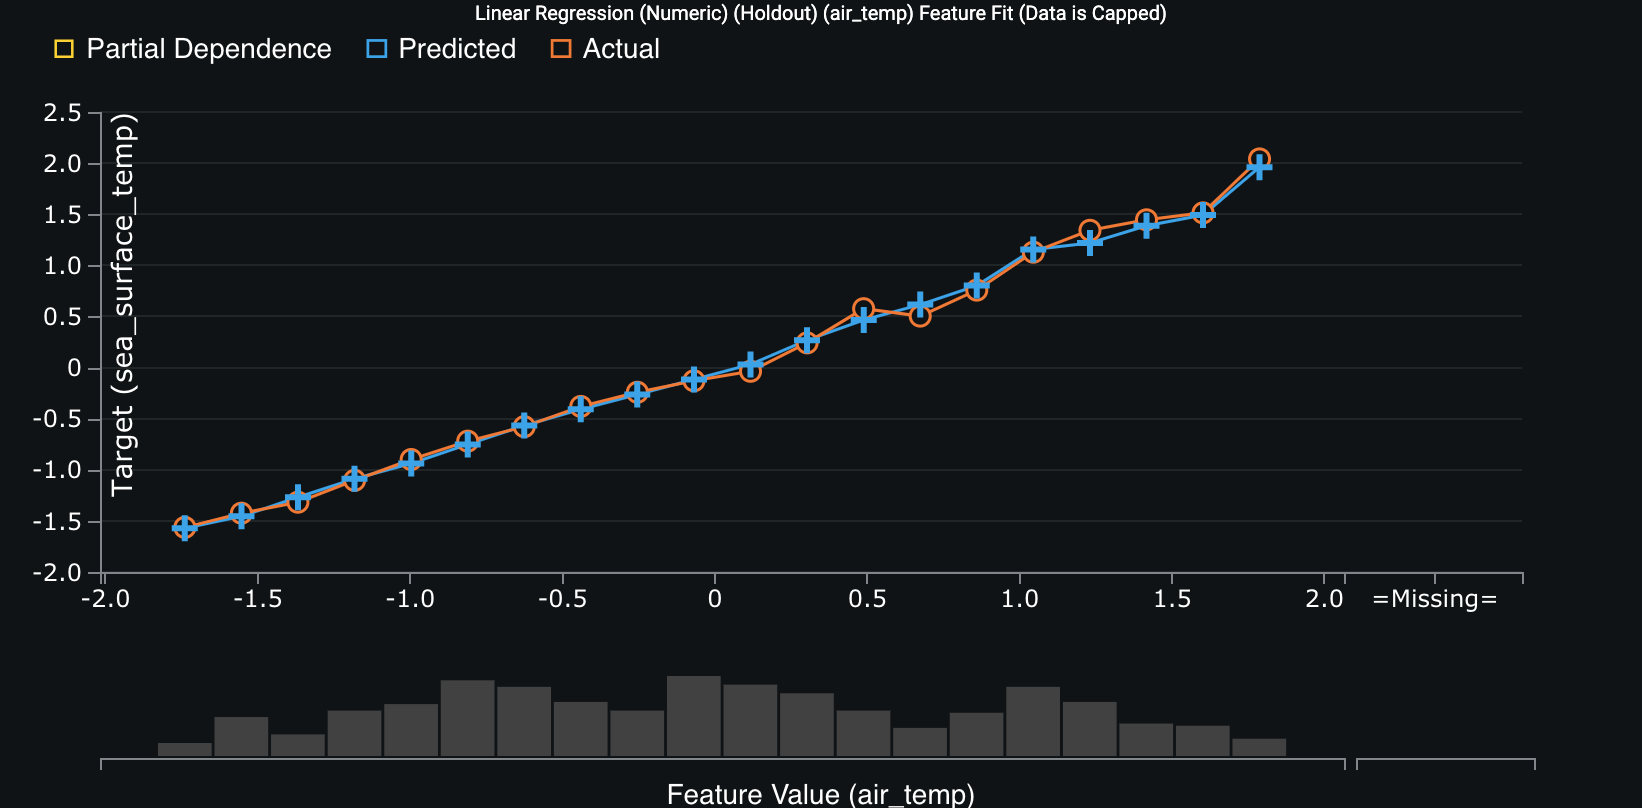 Linear Regression (Numeric) (Holdout) (air_temp) Feature Fit (Data is Capped)
Partial Dependence Predicted Actual
Target (sea_surface_temp)
2.5
2.0
1.5
1.0
0.5
0
-0.5
-1.0
-1.5
-2.0
-2.0 -1.5 -1.0 -0.5 0 0.5 1.0 1.5 2.0 =Missing=
Feature Value (air_temp)